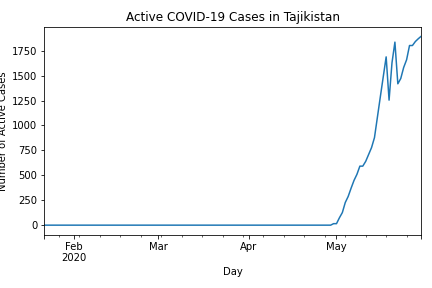 Active COVID-19 Cases in Tajikistan
Number of Active Cases
1750
1500
1250
1000
750
500
250
0
Feb
2020
Mar
Apr
May
Day